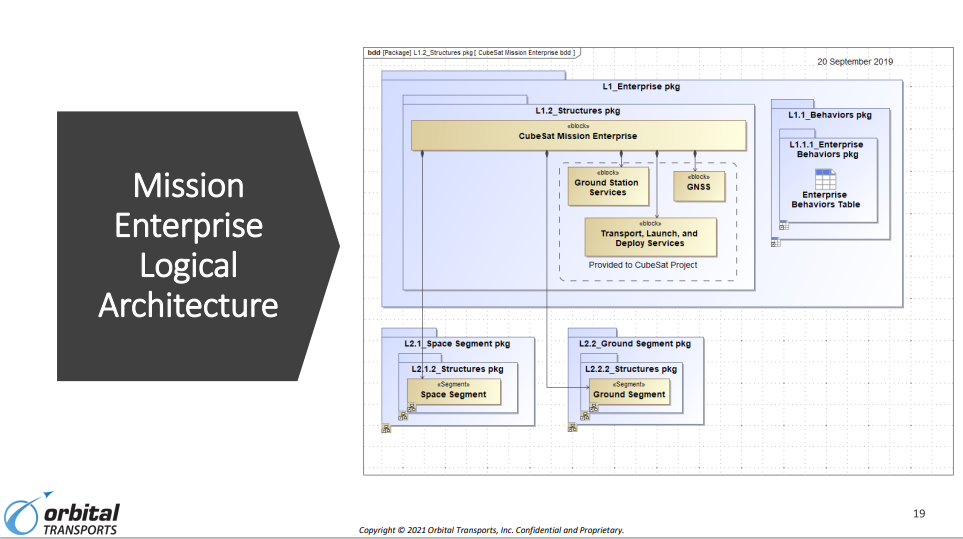 Mission
Enterprise
Logical
Architecture
bdd [Package] L1.2_Structures pkg [ CubeSat Mission Enterprise bdd ]
20 September 2019
L1_Enterprise pkg
L1.2_Structures pkg
«block»
CubeSat Mission Enterprise
«block»
Ground Station
Services
«block»
GNSS
«block»
Transport, Launch, and
Deploy Services
Provided to CubeSat Project
L1.1_Behaviors pkg
L1.1.1_Enterprise
Behaviors pkg
Enterprise
Behaviors Table
L2.1_Space Segment pkg
L2.1.2_Structures pkg
«Segment»
Space Segment
L2.2_Ground Segment pkg
L2.2.2_Structures pkg
«Segment»
Ground Segment
orbital
TRANSPORTS
Copyright © 2021 Orbital Transports, Inc. Confidential and Proprietary.
19